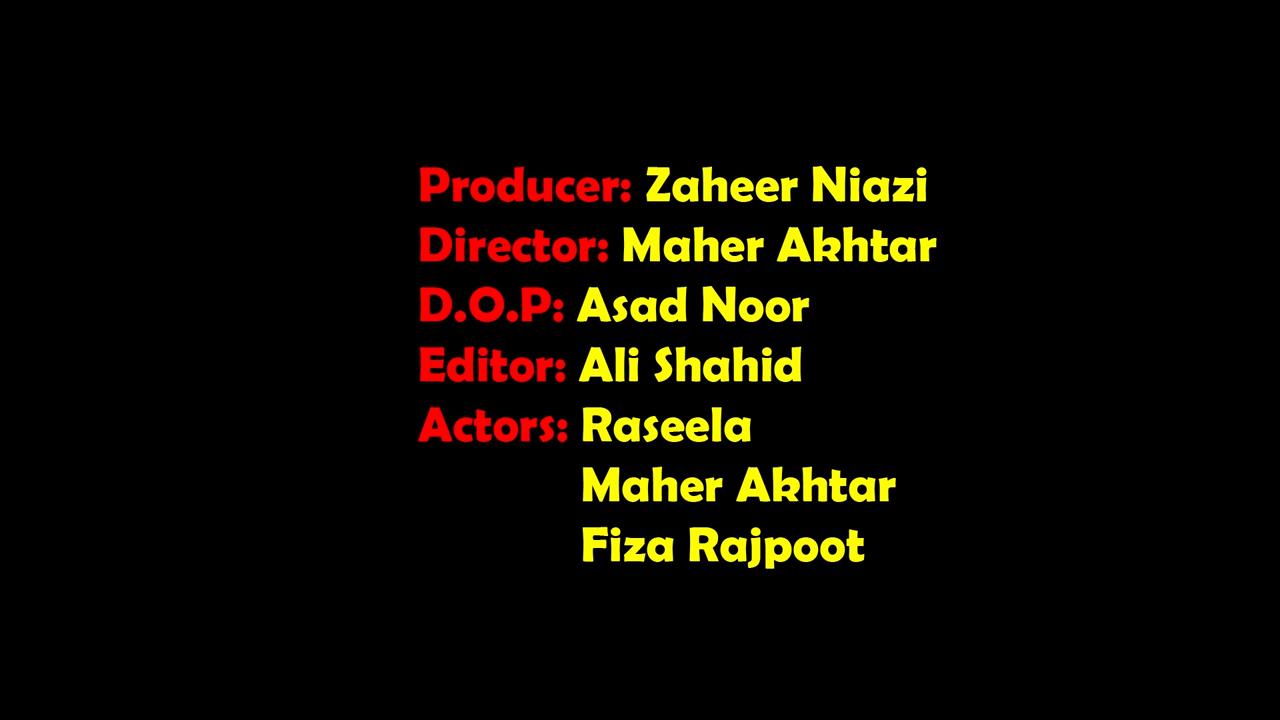 Producer: Zaheer Niazi
Director: Maher Akhtar
D.O.P: Asad Noor
Editor: Ali Shahid
Actors: Raseela
Maher Akhtar
Fiza Rajpoot